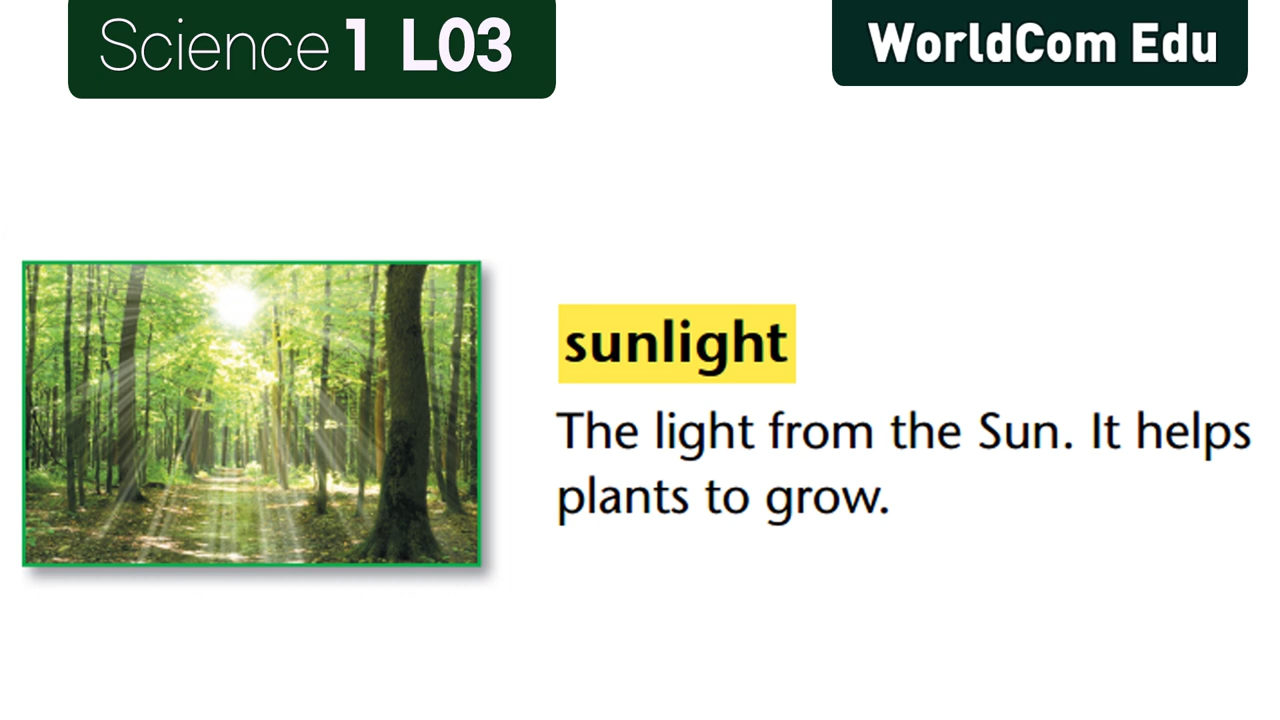 Science 1 L03
WorldCom Edu
sunlight
The light from the Sun. It helps
plants to grow.